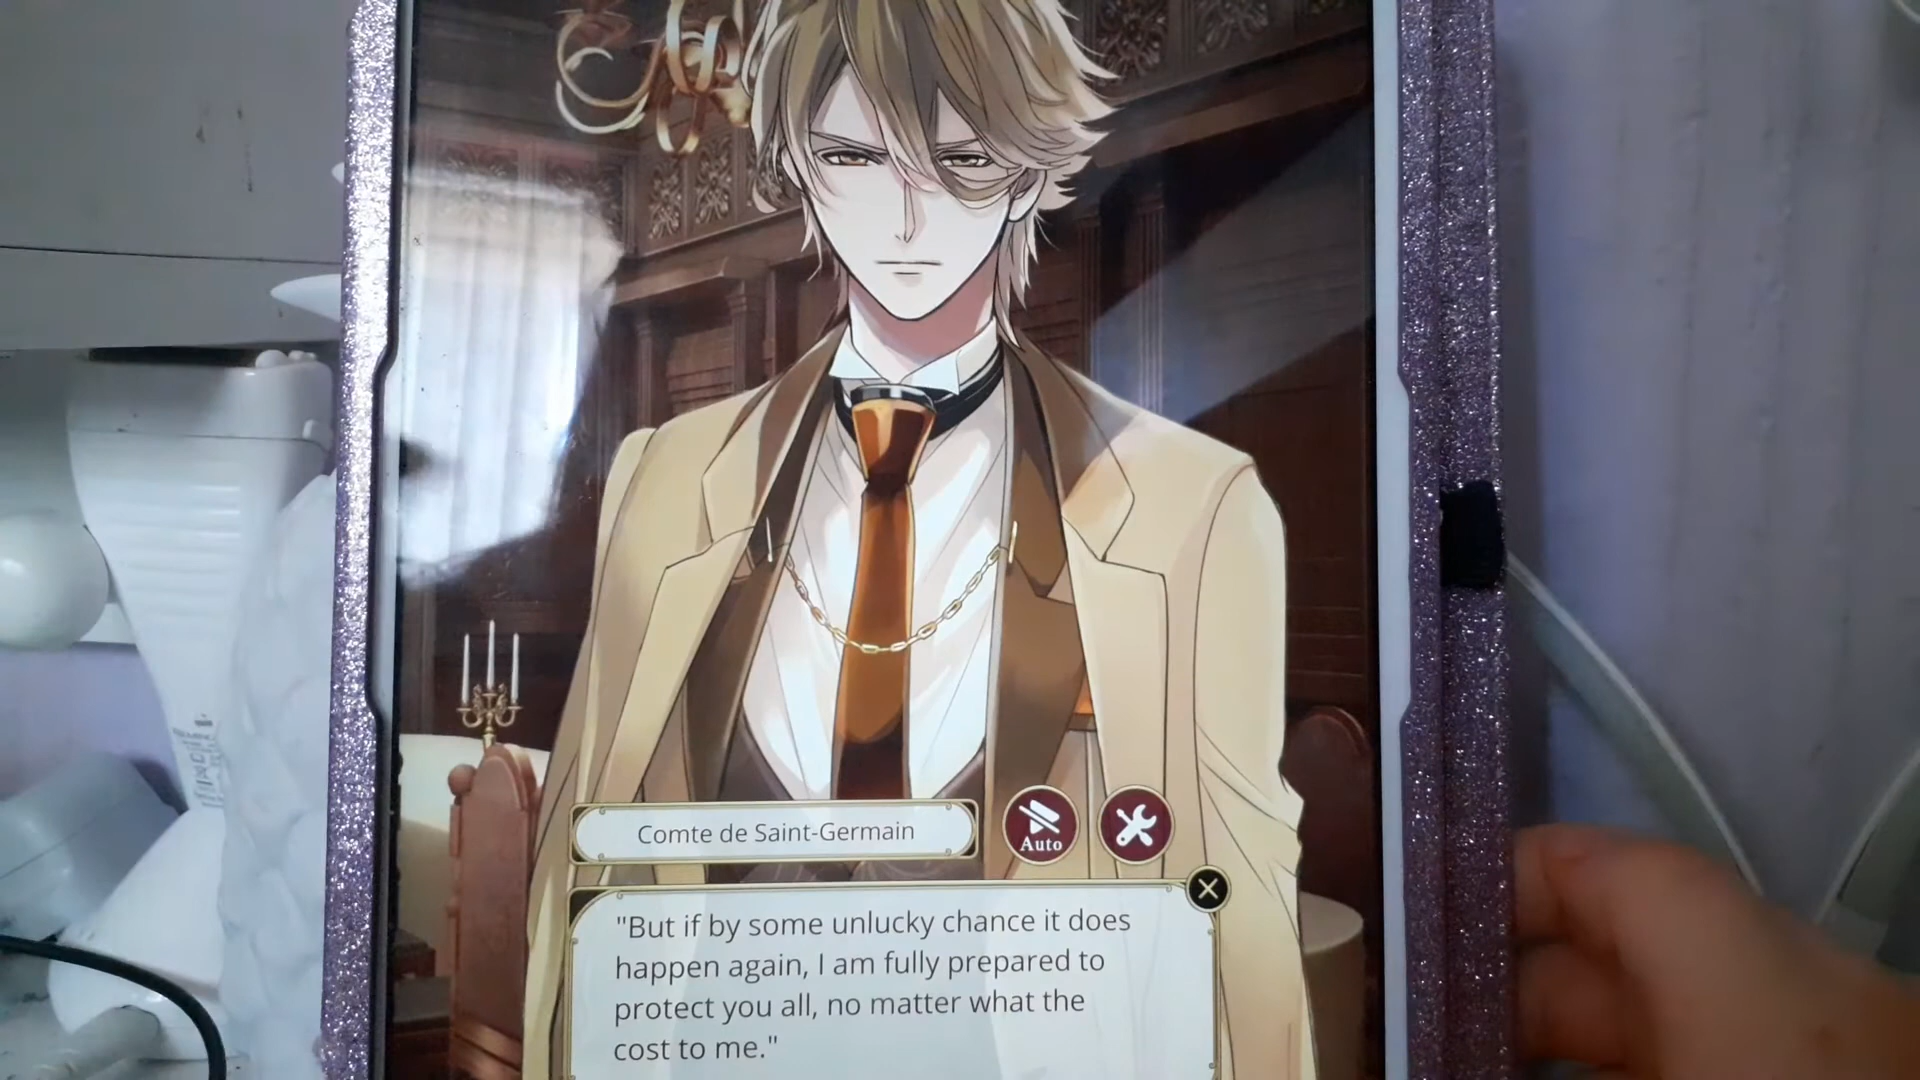 Comte de Saint-Germain
Auto
"But if by some unlucky chance it does
happen again, I am fully prepared to
protect you all, no matter what the
cost to me."